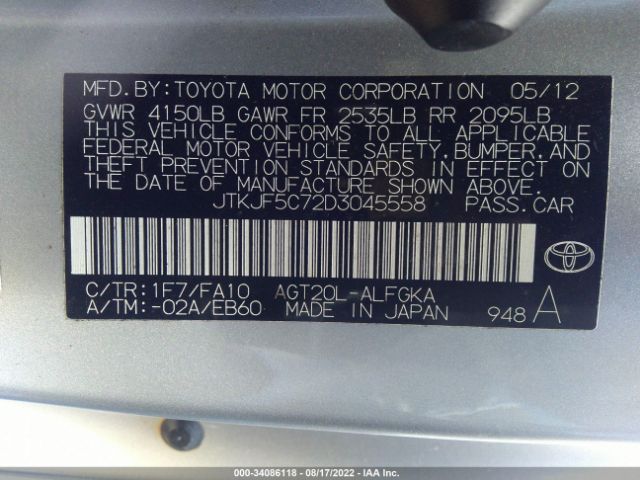 MFD.BY:TOYOTA MOTOR CORPORATION 05/12
GVWR 4150LB GAWR FR 2535LB RR 2095LB
THIS VEHICLE CONFORMS TO ALL APPLICABLE
FEDERAL MOTOR VEHICLE SAFETY,BUMPER,AND
THEFT PREVENTION STANDARDS IN EFFECT ON
THE DATE OF MANUFACTURE SHOWN ABOVE.
JTKJF5C72D3045558 PASS.CAR
C/TR:1F7/FA10 AGT20L-ALFGKA
A/TM:-02A/EB60 MADE IN JAPAN 948 A
TOYOTA
000-34086118 - 08/17/2022 - IAA Inc.